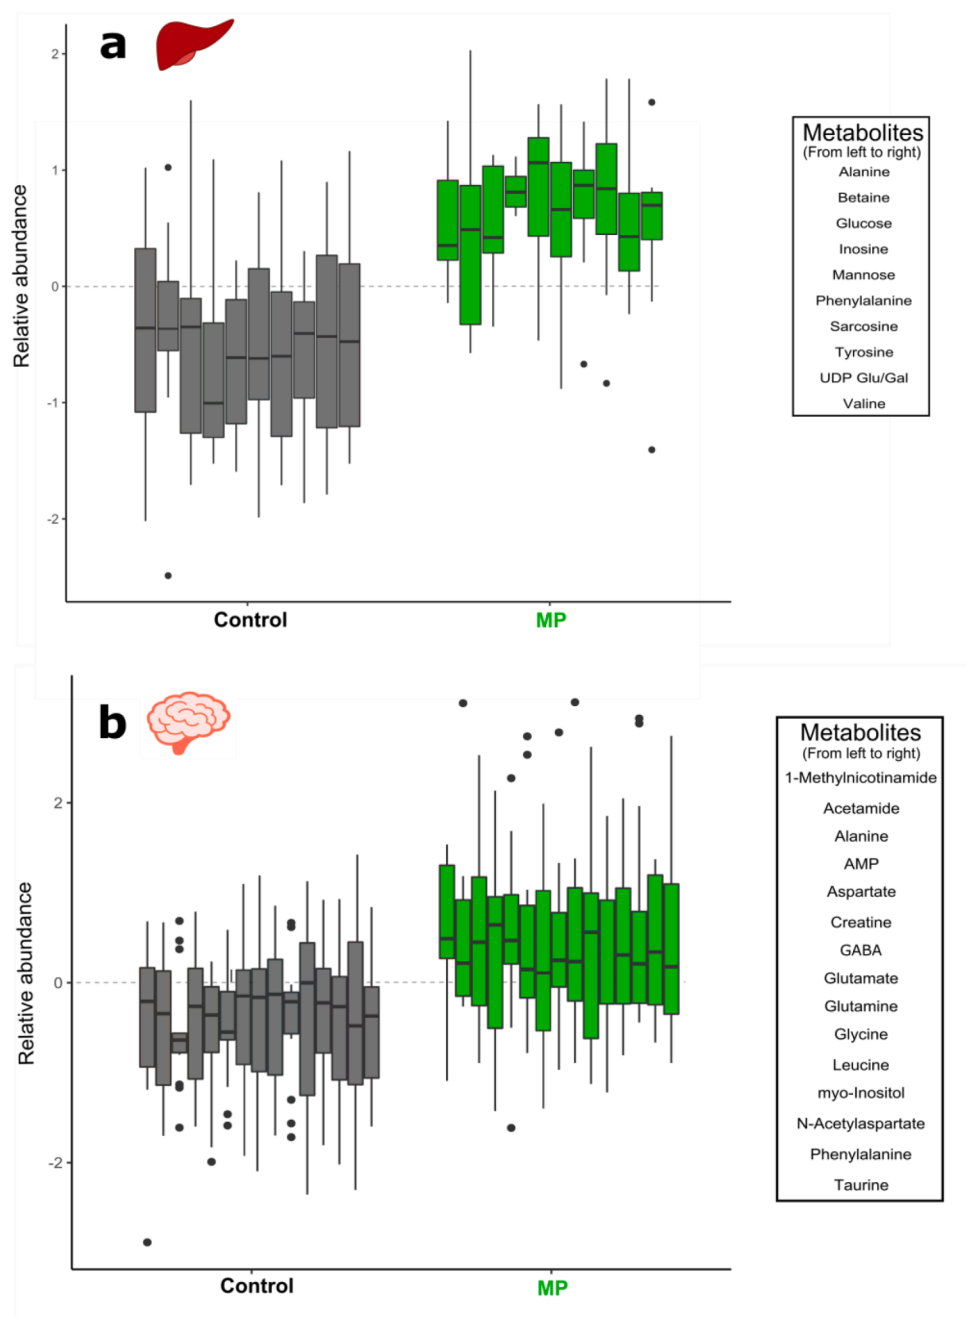 a
2
1
0
-1
-2
Relative abundance
Control
MP
Metabolites
(From left to right)
Alanine
Betaine
Glucose
Inosine
Mannose
Phenylalanine
Sarcosine
Tyrosine
UDP Glu/Gal
Valine
b
2
0
-2
Relative abundance
Control
MP
Metabolites
(From left to right)
1-Methylnicotinamide
Acetamide
Alanine
AMP
Aspartate
Creatine
GABA
Glutamate
Glutamine
Glycine
Leucine
myo-Inositol
N-Acetylaspartate
Phenylalanine
Taurine